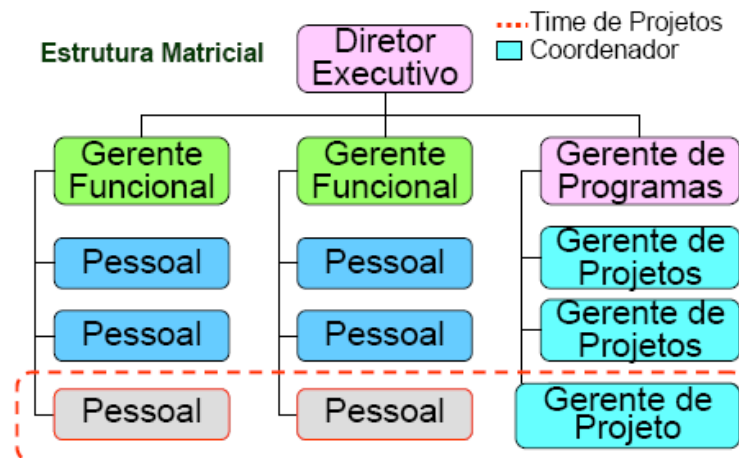 Estrutura Matricial
Diretor
Executivo
Time de Projetos
Coordenador
Gerente
Funcional
Gerente
Funcional
Gerente de
Programas
Pessoal
Pessoal
Gerente de
Projetos
Pessoal
Pessoal
Gerente de
Projetos
Pessoal
Pessoal
Gerente de
Projeto